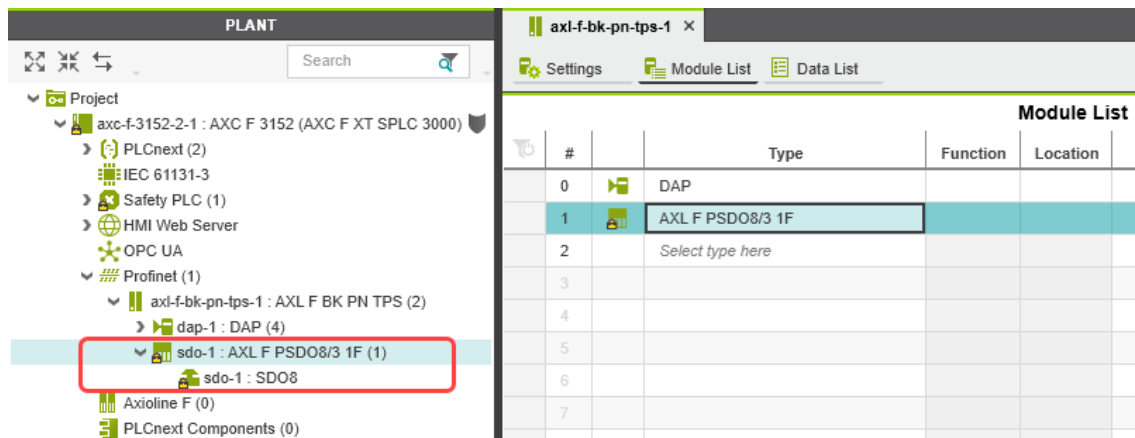 PLANT
Search
Project
axc-f-3152-2-1 : AXC F 3152 (AXC F XT SPLC 3000)
PLCnext (2)
IEC 61131-3
Safety PLC (1)
HMI Web Server
OPC UA
Profinet (1)
axl-f-bk-pn-tps-1 : AXL F BK PN TPS (2)
dap-1 : DAP (4)
sdo-1 : AXL F PSDO8/3 1F (1)
sdo-1 : SDO8
Axioline F (0)
PLCnext Components (0)
axl-f-bk-pn-tps-1 ×
Settings Module List Data List
Module List
# Type Function Location
0 DAP
1 AXL F PSDO8/3 1F
2 Select type here
3
4
5
6
7